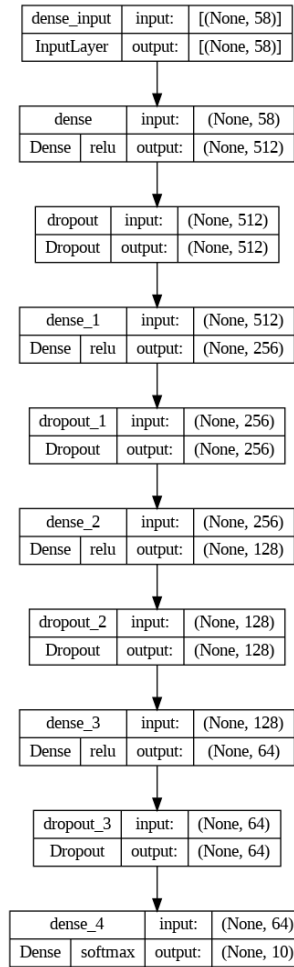 dense_input input: [(None, 58)]
InputLayer output: [(None, 58)]
dense input: (None, 58)
Dense relu output: (None, 512)
dropout input: (None, 512)
Dropout output: (None, 512)
dense_1 input: (None, 512)
Dense relu output: (None, 256)
dropout_1 input: (None, 256)
Dropout output: (None, 256)
dense_2 input: (None, 256)
Dense relu output: (None, 128)
dropout_2 input: (None, 128)
Dropout output: (None, 128)
dense_3 input: (None, 128)
Dense relu output: (None, 64)
dropout_3 input: (None, 64)
Dropout output: (None, 64)
dense_4 input: (None, 64)
Dense softmax output: (None, 10)